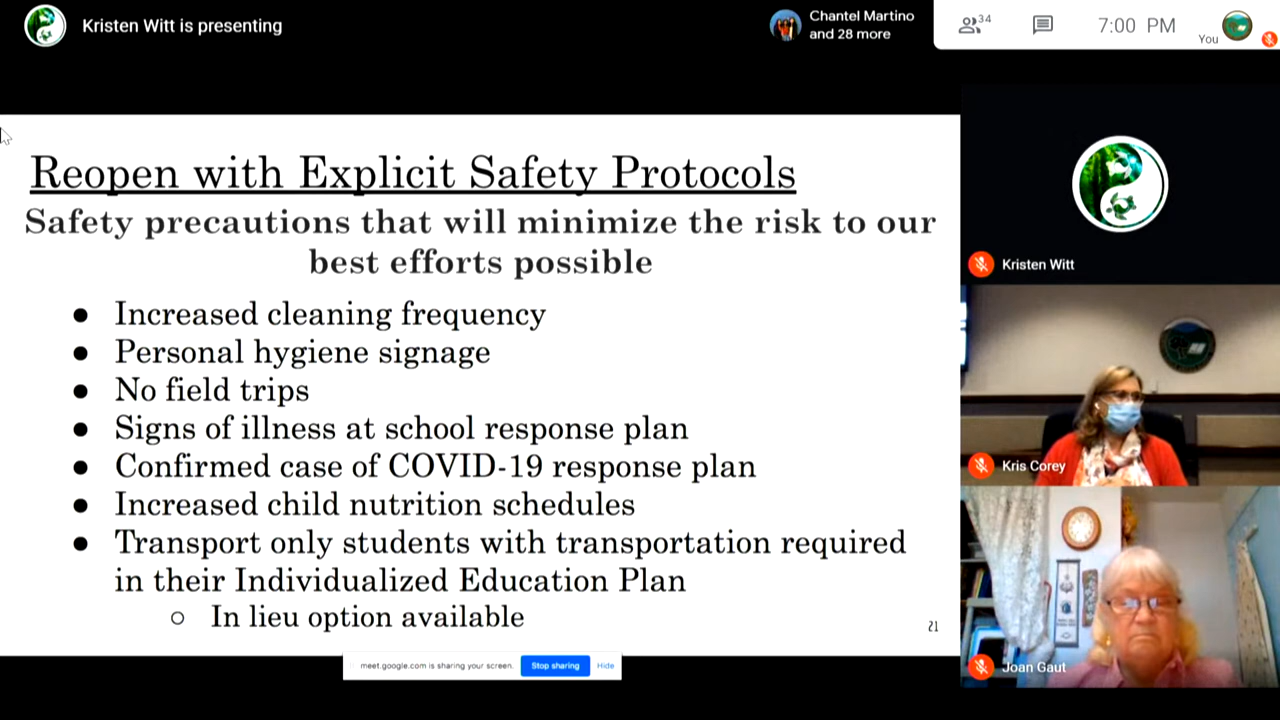 Kristen Witt is presenting
Chantel Martino
and 28 more
34
7:00 PM
You
Reopen with Explicit Safety Protocols
Safety precautions that will minimize the risk to our
best efforts possible
● Increased cleaning frequency
● Personal hygiene signage
● No field trips
● Signs of illness at school response plan
● Confirmed case of COVID-19 response plan
● Increased child nutrition schedules
● Transport only students with transportation required
in their Individualized Education Plan
○ In lieu option available
21
meet.google.com is sharing your screen.
Stop sharing
Hide
Kristen Witt
Kris Corey
Joan Gaut